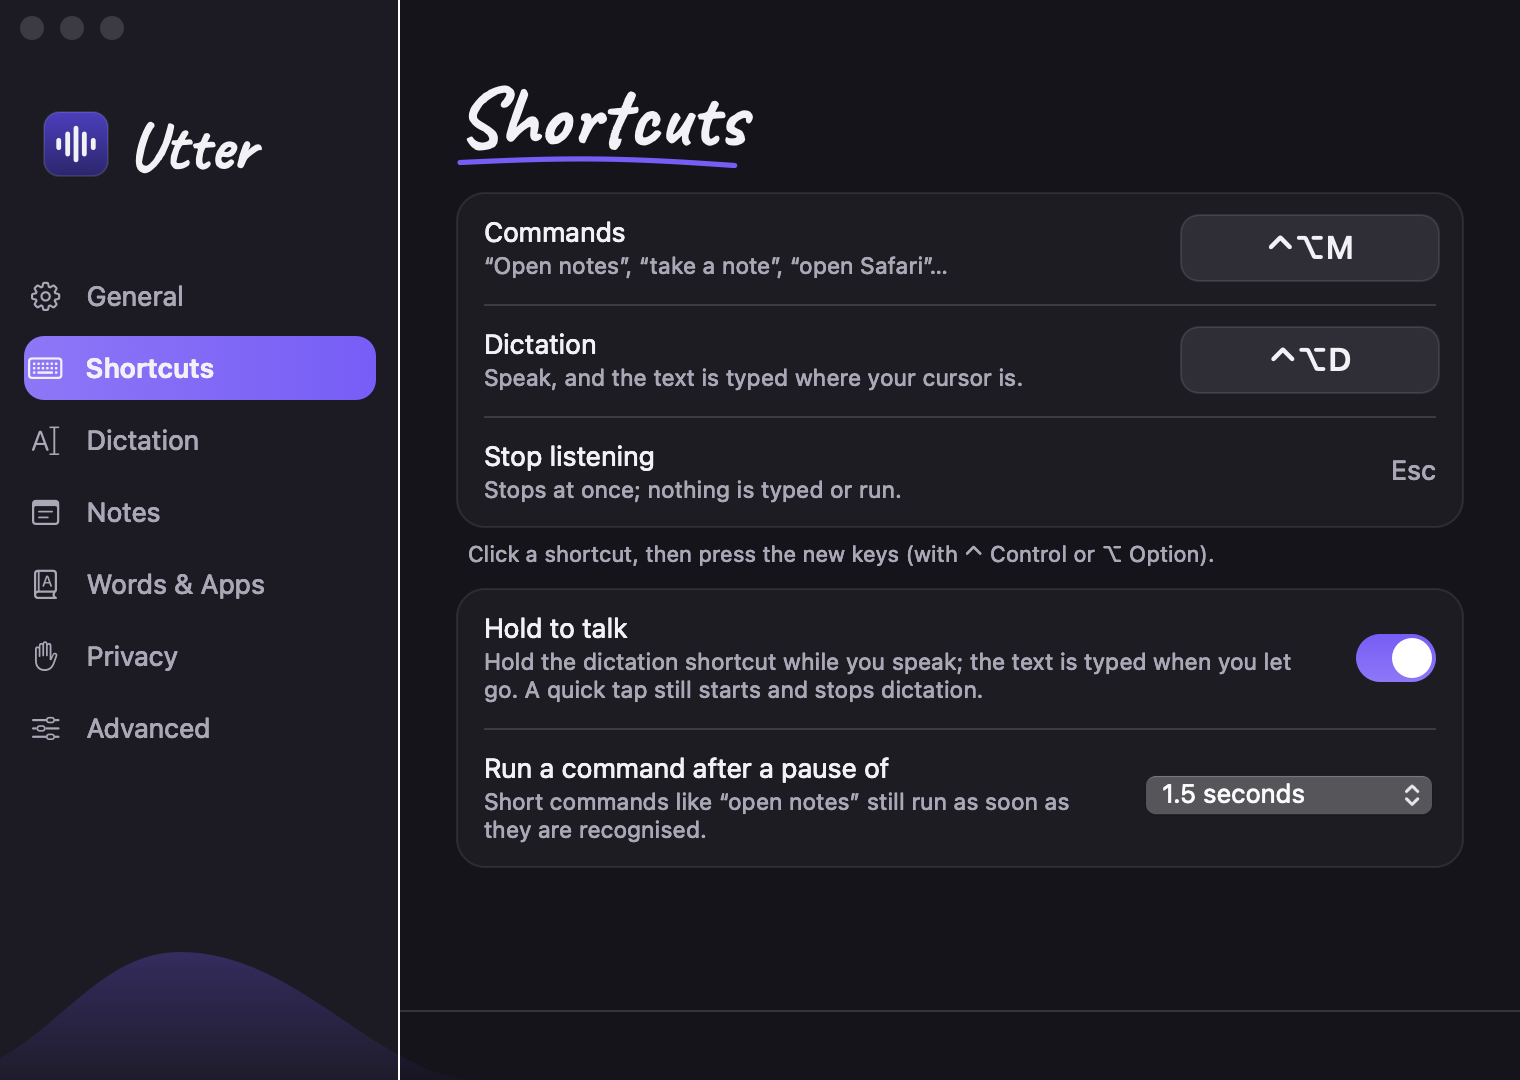 Utter
General
Shortcuts
Dictation
Notes
Words & Apps
Privacy
Advanced
Shortcuts
Commands
“Open notes”, “take a note”, “open Safari”...
⌃⌥M
Dictation
Speak, and the text is typed where your cursor is.
⌃⌥D
Stop listening
Stops at once; nothing is typed or run.
Esc
Click a shortcut, then press the new keys (with ⌃ Control or ⌥ Option).
Hold to talk
Hold the dictation shortcut while you speak; the text is typed when you let
go. A quick tap still starts and stops dictation.
Run a command after a pause of
Short commands like “open notes” still run as soon as
they are recognised.
1.5 seconds